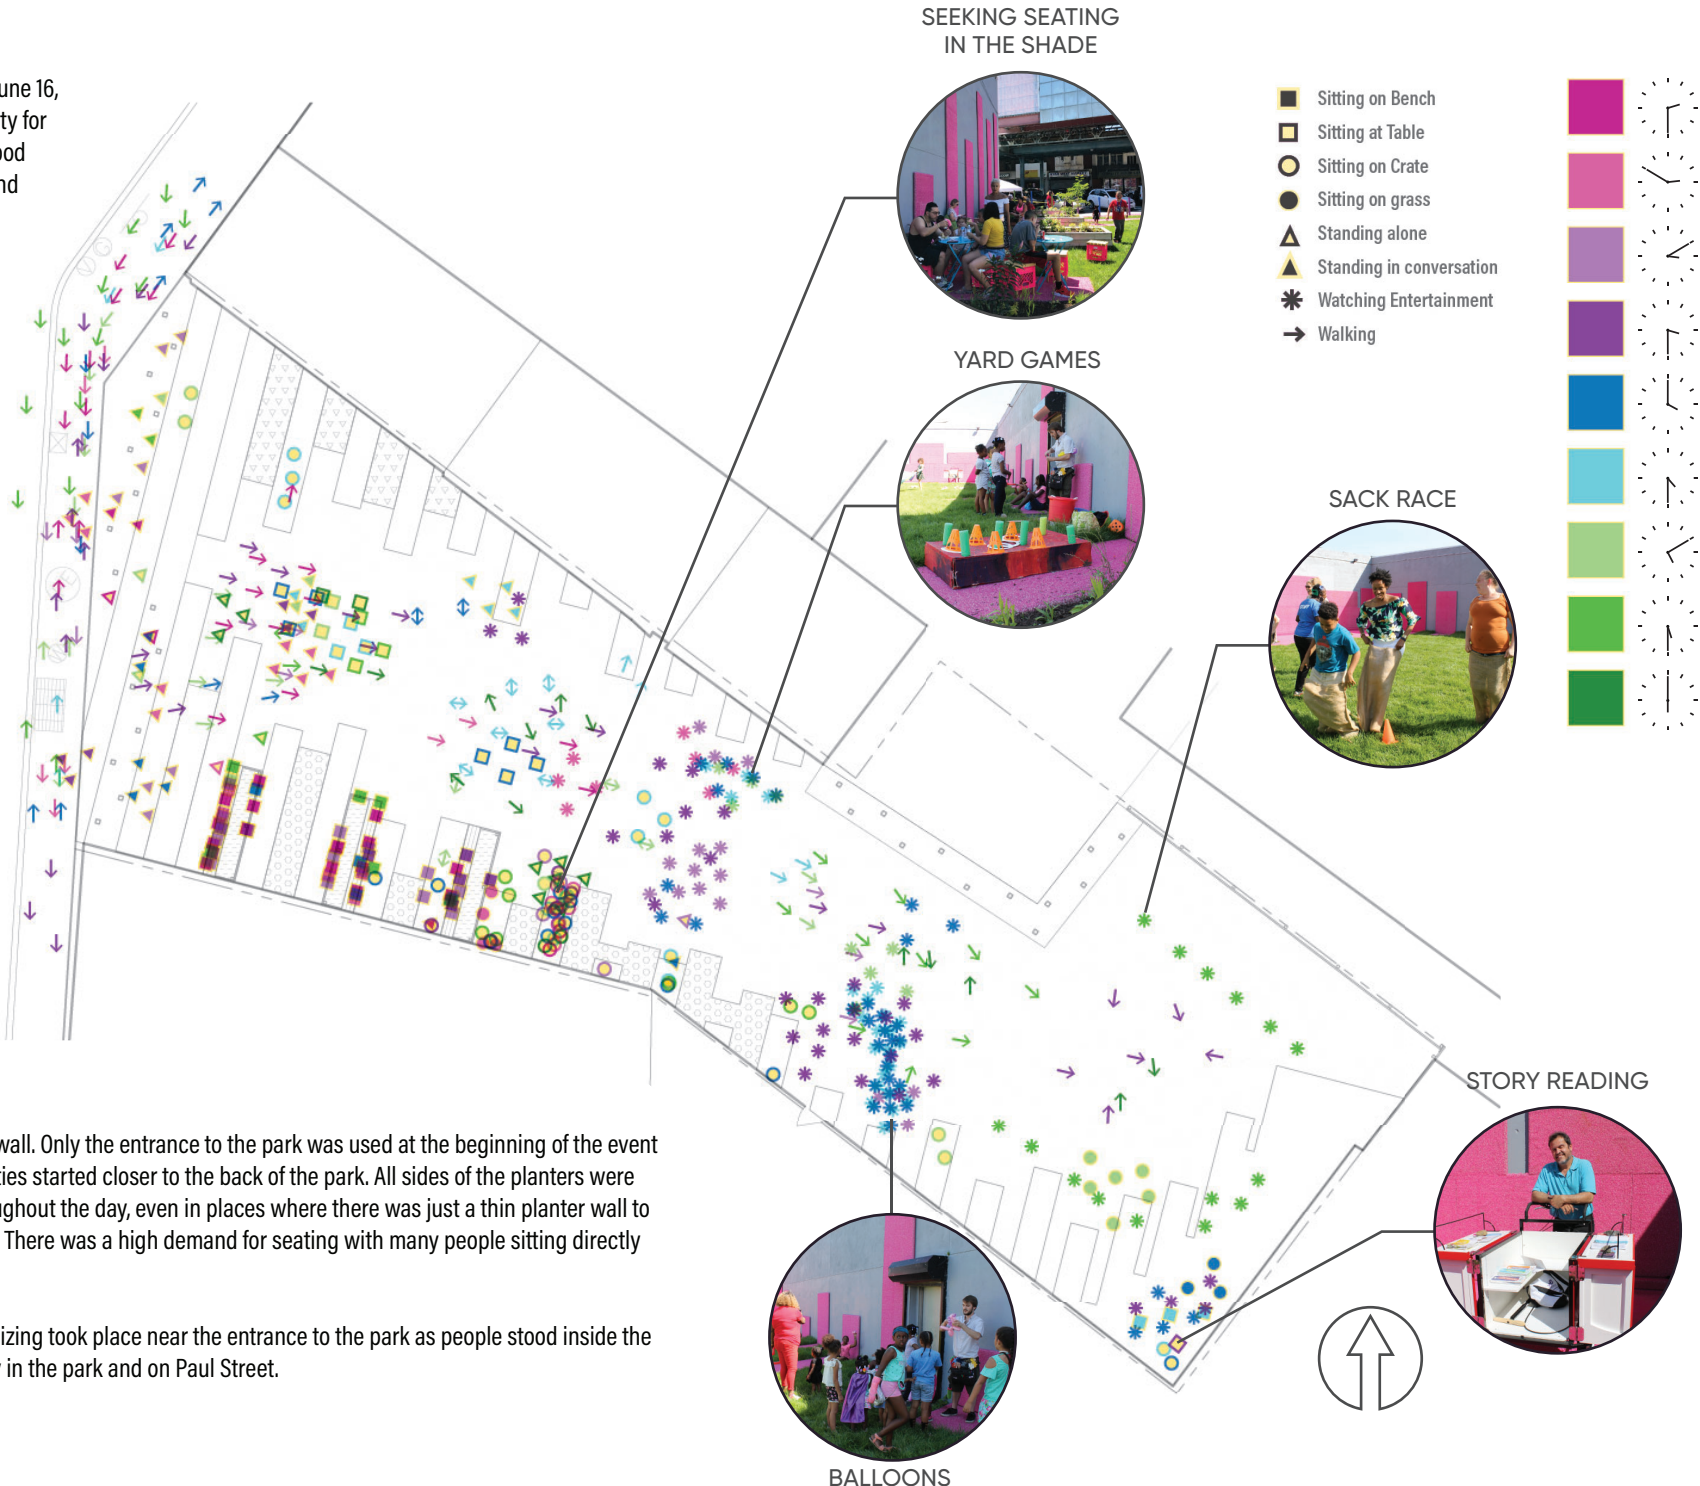 SEEKING SEATING
IN THE SHADE
une 16,
ty for
ood
nd
Sitting on Bench
Sitting at Table
Sitting on Crate
Sitting on grass
Standing alone
Standing in conversation
Watching Entertainment
Walking
YARD GAMES
SACK RACE
STORY READING
wall. Only the entrance to the park was used at the beginning of the event
ties started closer to the back of the park. All sides of the planters were
ughout the day, even in places where there was just a thin planter wall to
There was a high demand for seating with many people sitting directly
izing took place near the entrance to the park as people stood inside the
y in the park and on Paul Street.
BALLOONS